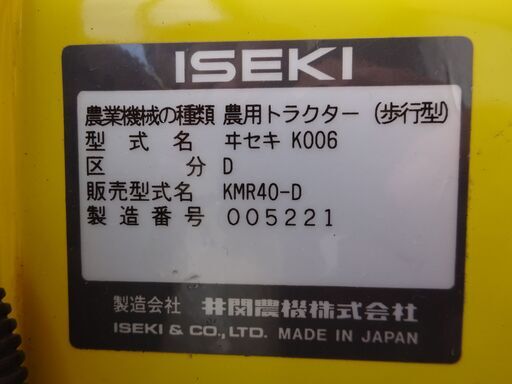 ISEKI
農業機械の種類 農用トラクター (歩行型)
型式名 ヰセキ K006
区分 D
販売型式名 KMR40-D
製造番号 005221
製造会社 井関農機株式会社
ISEKI & CO., LTD. MADE IN JAPAN